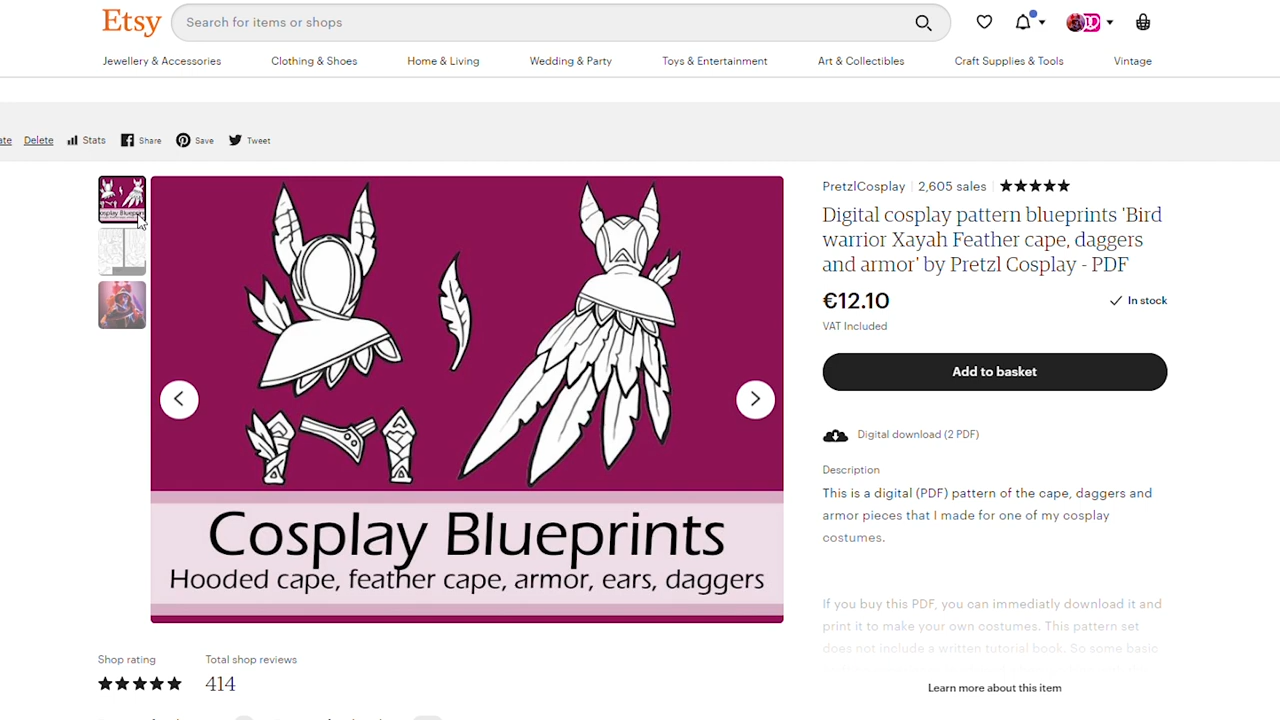 Etsy
Search for items or shops
Jewellery & Accessories
Clothing & Shoes
Home & Living
Wedding & Party
Toys & Entertainment
Art & Collectibles
Craft Supplies & Tools
Vintage
Delete
Stats
Share
Save
Tweet
PretzlCosplay
2,605 sales
Digital cosplay pattern blueprints 'Bird
warrior Xayah Feather cape, daggers
and armor' by Pretzl Cosplay - PDF
€12.10
In stock
VAT Included
Add to basket
Digital download (2 PDF)
Description
This is a digital (PDF) pattern of the cape, daggers and
armor pieces that I made for one of my cosplay
costumes.
If you buy this PDF, you can immediatly download it and
print it to make your own costumes. This pattern set
does not include a written tutorial book. So some basic
Learn more about this item
Cosplay Blueprints
Hooded cape, feather cape, armor, ears, daggers
Shop rating
Total shop reviews
414